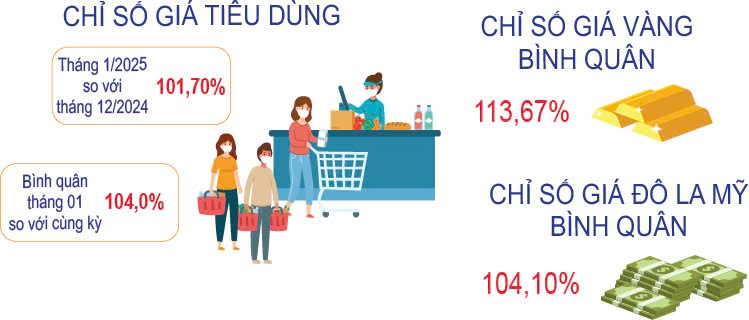 CHỈ SỐ GIÁ TIÊU DÙNG
Tháng 1/2025
so với
tháng 12/2024
101,70%
Bình quân
tháng 01
so với cùng kỳ
104,0%
CHỈ SỐ GIÁ VÀNG
BÌNH QUÂN
113,67%
CHỈ SỐ GIÁ ĐÔ LA MỸ
BÌNH QUÂN
104,10%